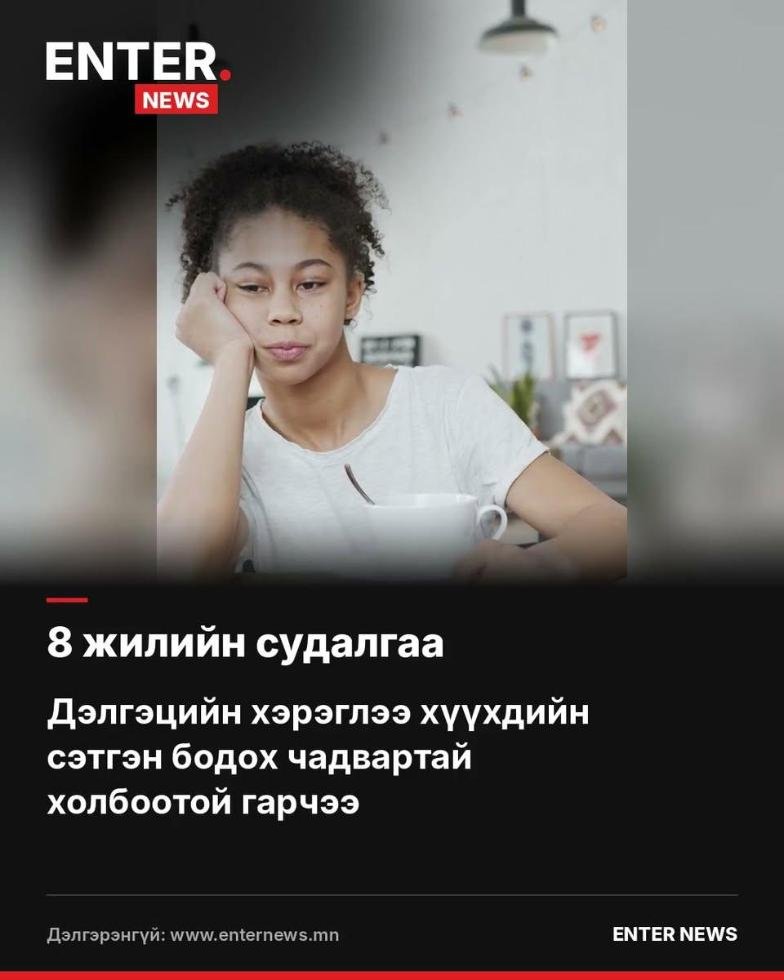 ENTER.
NEWS
8 жилийн судалгаа
Дэлгэцийн хэрэглээ хүүхдийн
сэтгэн бодох чадвартай
холбоотой гарчээ
Дэлгэрэнгүй: www.enternews.mn
ENTER NEWS